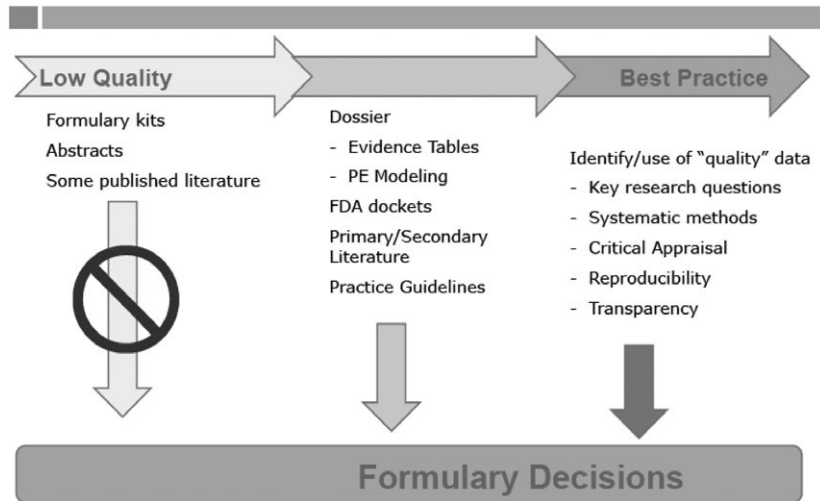 Low Quality
Best Practice
Formulary kits
Abstracts
Some published literature
Dossier
- Evidence Tables
- PE Modeling
FDA dockets
Primary/Secondary
Literature
Practice Guidelines
Identify/use of “quality” data
- Key research questions
- Systematic methods
- Critical Appraisal
- Reproducibility
- Transparency
Formulary Decisions